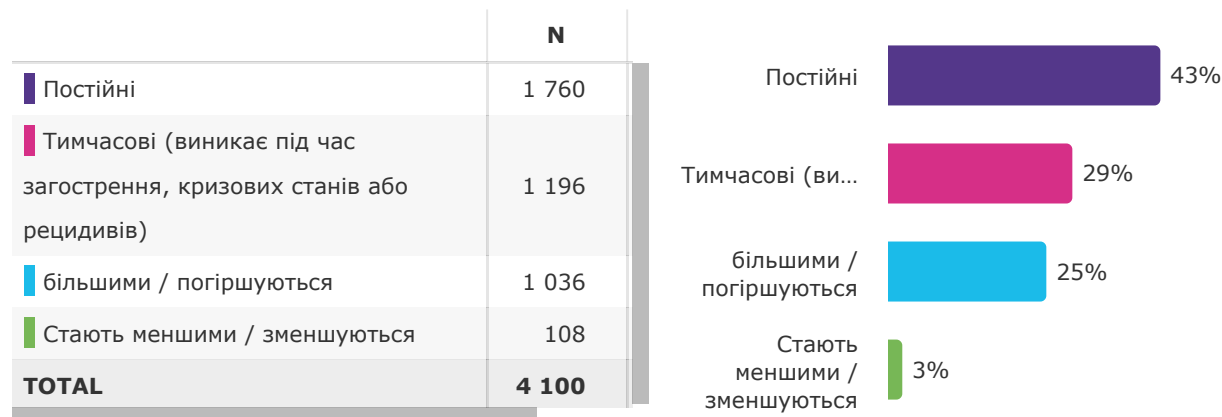 N
Постійні 1 760
Тимчасові (виникає під час
загострення, кризових станів або
рецидивів) 1 196
більшими / погіршуються 1 036
Стають меншими / зменшуються 108
TOTAL 4 100
Постійні 43%
Тимчасові (ви... 29%
більшими /
погіршуються 25%
Стають
меншими /
зменшуються 3%